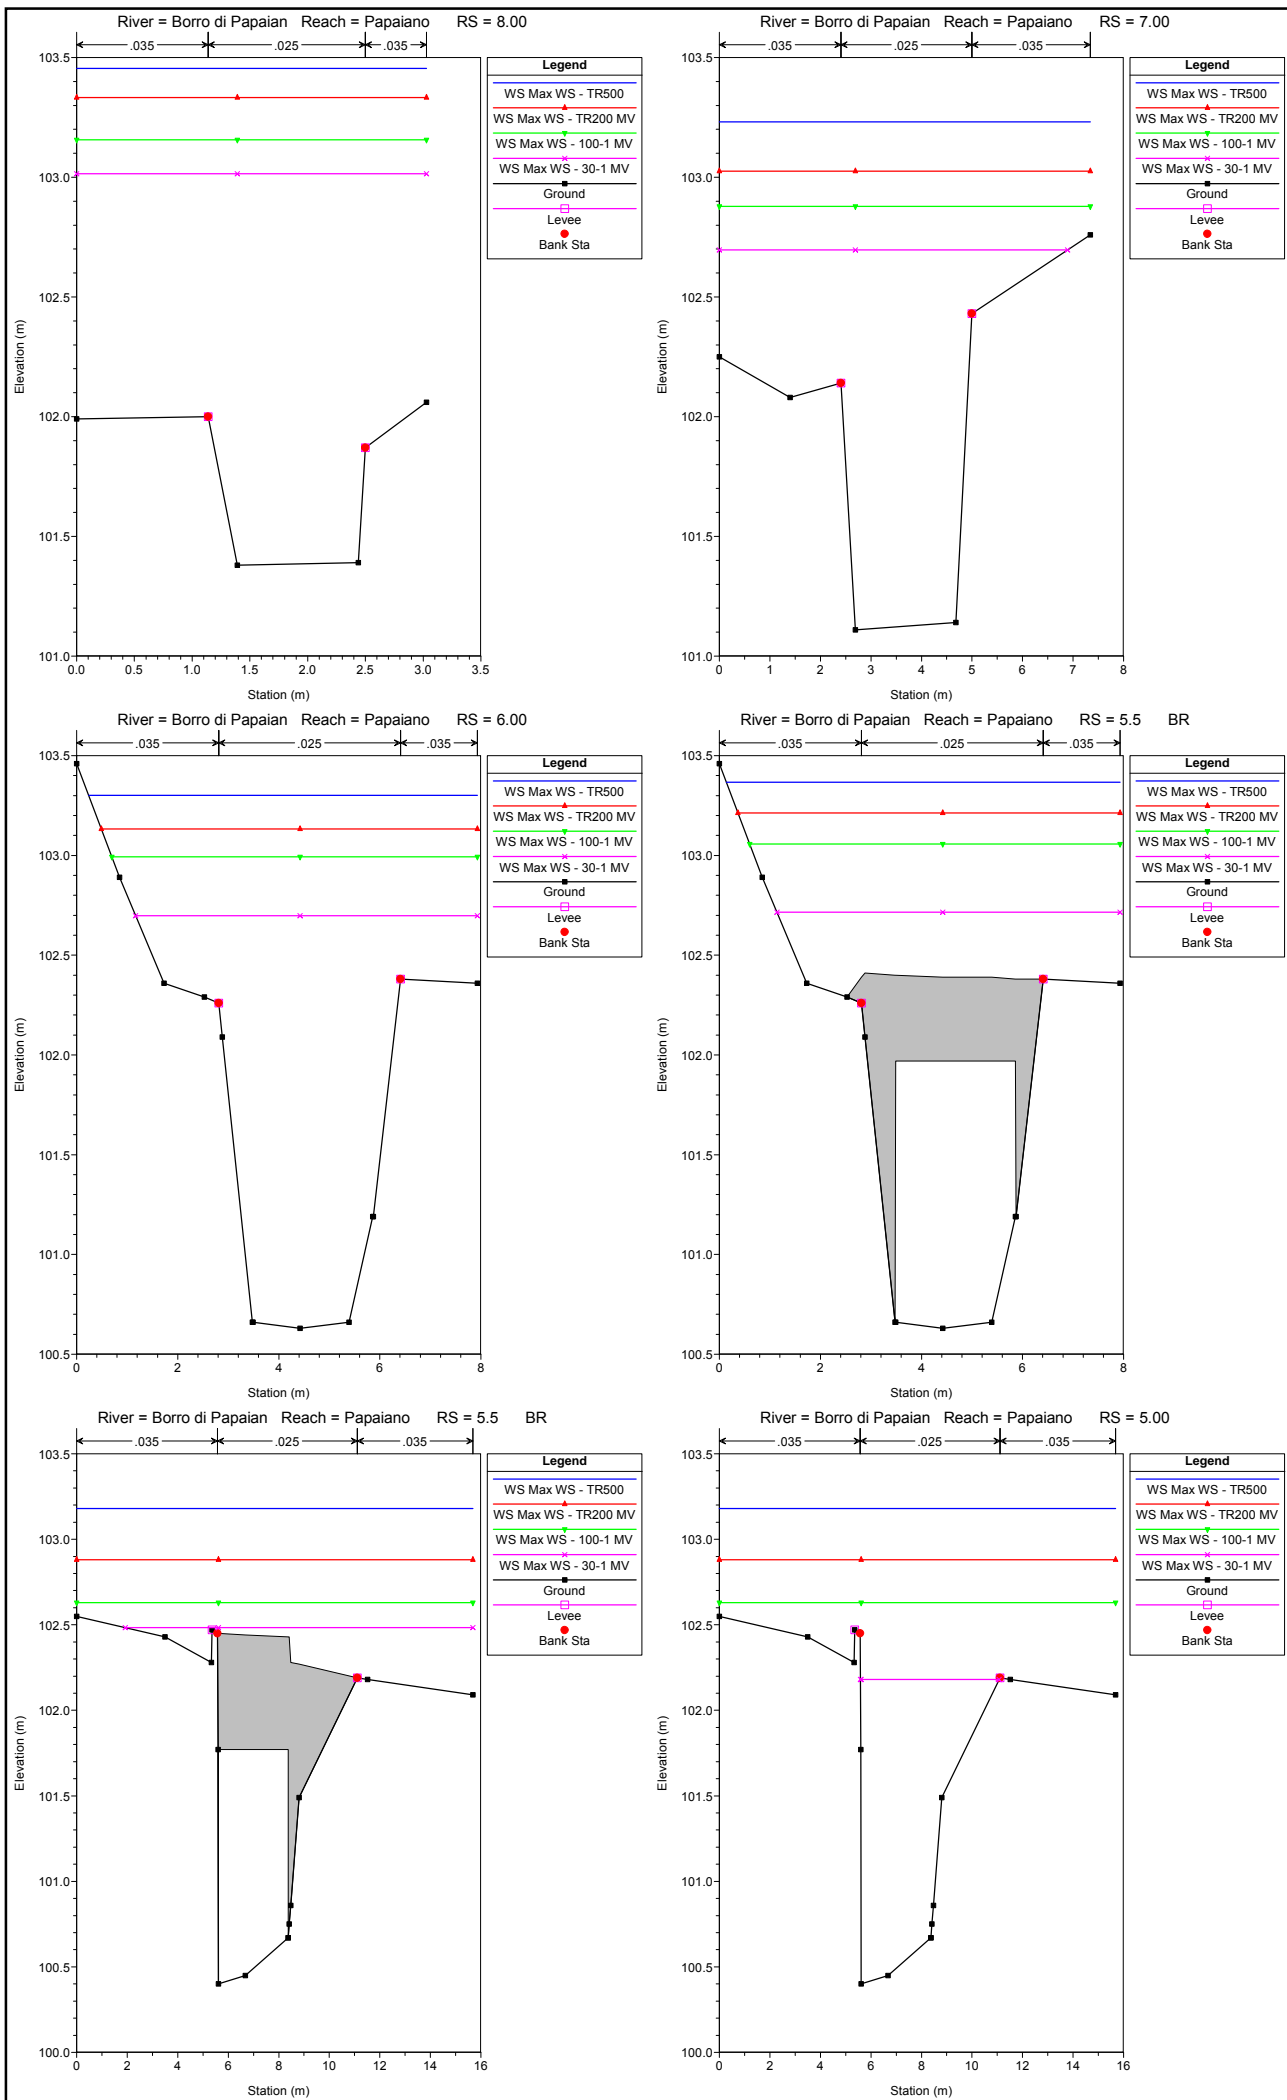 River = Borro di Papaian Reach = Papaiano RS = 8.00
.035 .025 .035
Legend
WS Max WS - TR500
WS Max WS - TR200 MV
WS Max WS - 100-1 MV
WS Max WS - 30-1 MV
Ground
Levee
Bank Sta
103.5
103.0
102.5
102.0
101.5
101.0
Elevation (m)
0.0 0.5 1.0 1.5 2.0 2.5 3.0 3.5
Station (m)
River = Borro di Papaian Reach = Papaiano RS = 7.00
.035 .025 .035
Legend
WS Max WS - TR500
WS Max WS - TR200 MV
WS Max WS - 100-1 MV
WS Max WS - 30-1 MV
Ground
Levee
Bank Sta
103.5
103.0
102.5
102.0
101.5
101.0
Elevation (m)
0 1 2 3 4 5 6 7 8
Station (m)
River = Borro di Papaian Reach = Papaiano RS = 6.00
.035 .025 .035
Legend
WS Max WS - TR500
WS Max WS - TR200 MV
WS Max WS - 100-1 MV
WS Max WS - 30-1 MV
Ground
Levee
Bank Sta
103.5
103.0
102.5
102.0
101.5
101.0
100.5
Elevation (m)
0 2 4 6 8
Station (m)
River = Borro di Papaian Reach = Papaiano RS = 5.5 BR
.035 .025 .035
Legend
WS Max WS - TR500
WS Max WS - TR200 MV
WS Max WS - 100-1 MV
WS Max WS - 30-1 MV
Ground
Levee
Bank Sta
103.5
103.0
102.5
102.0
101.5
101.0
100.5
Elevation (m)
0 2 4 6 8
Station (m)
River = Borro di Papaian Reach = Papaiano RS = 5.5 BR
.035 .025 .035
Legend
WS Max WS - TR500
WS Max WS - TR200 MV
WS Max WS - 100-1 MV
WS Max WS - 30-1 MV
Ground
Levee
Bank Sta
103.5
103.0
102.5
102.0
101.5
101.0
100.5
100.0
Elevation (m)
0 2 4 6 8 10 12 14 16
Station (m)
River = Borro di Papaian Reach = Papaiano RS = 5.00
.035 .025 .035
Legend
WS Max WS - TR500
WS Max WS - TR200 MV
WS Max WS - 100-1 MV
WS Max WS - 30-1 MV
Ground
Levee
Bank Sta
103.5
103.0
102.5
102.0
101.5
101.0
100.5
100.0
Elevation (m)
0 2 4 6 8 10 12 14 16
Station (m)